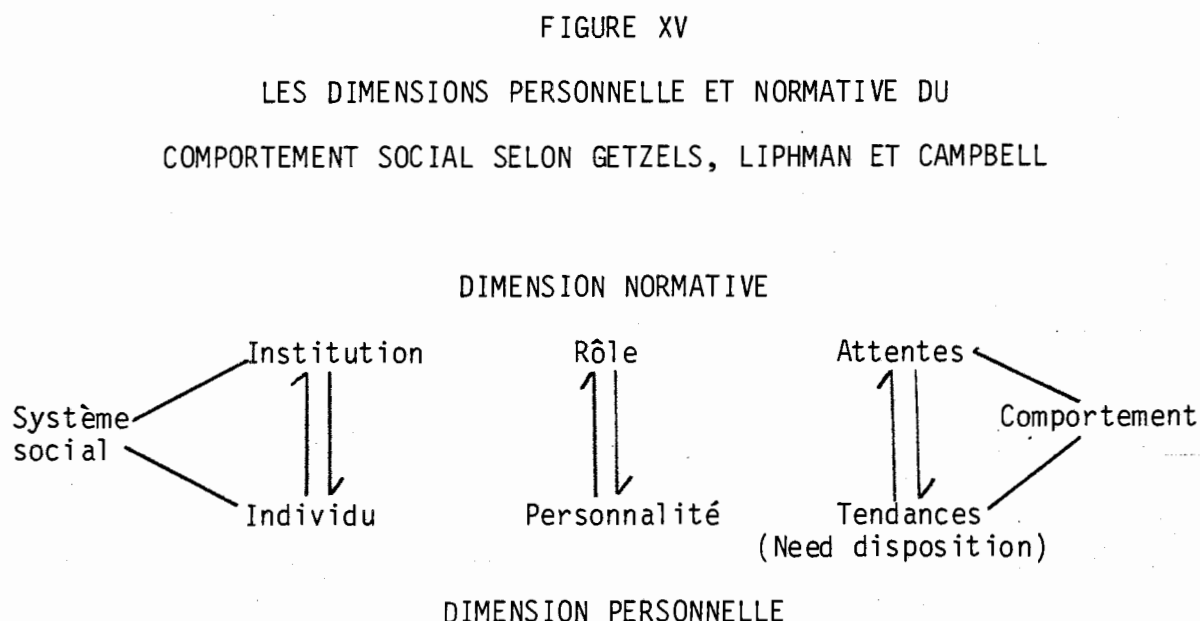 FIGURE XV
LES DIMENSIONS PERSONNELLE ET NORMATIVE DU
COMPORTEMENT SOCIAL SELON GETZELS, LIPHMAN ET CAMPBELL
DIMENSION NORMATIVE
Institution Rôle Attentes
Système
social
Comportement
Individu Personnalité Tendances
(Need disposition)
DIMENSION PERSONNELLE